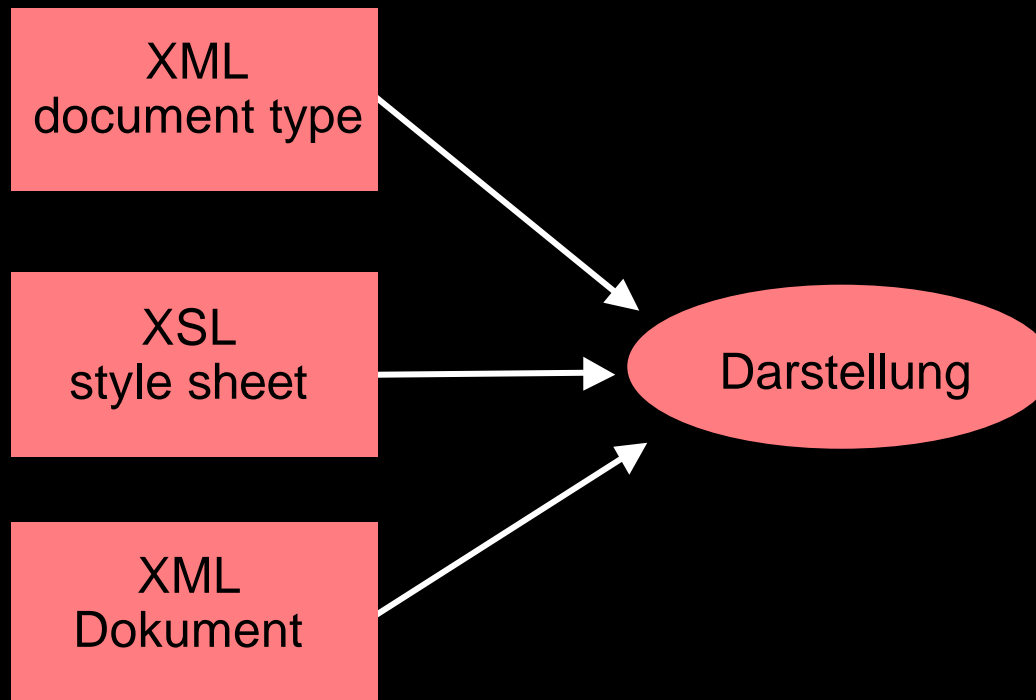 XML
document type
XSL
style sheet
Darstellung
XML
Dokument